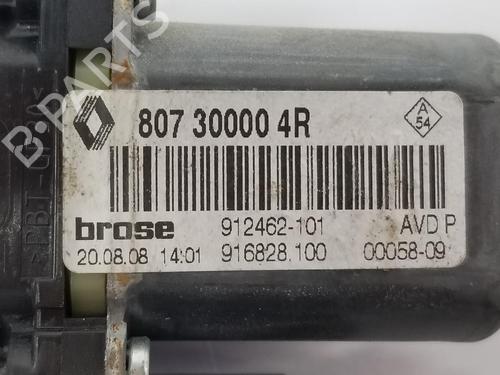 B-PARTS
807 30000 4R
A
54
brose
912462-101
AVD P
20.08.08 14:01
916828.100
00058-09